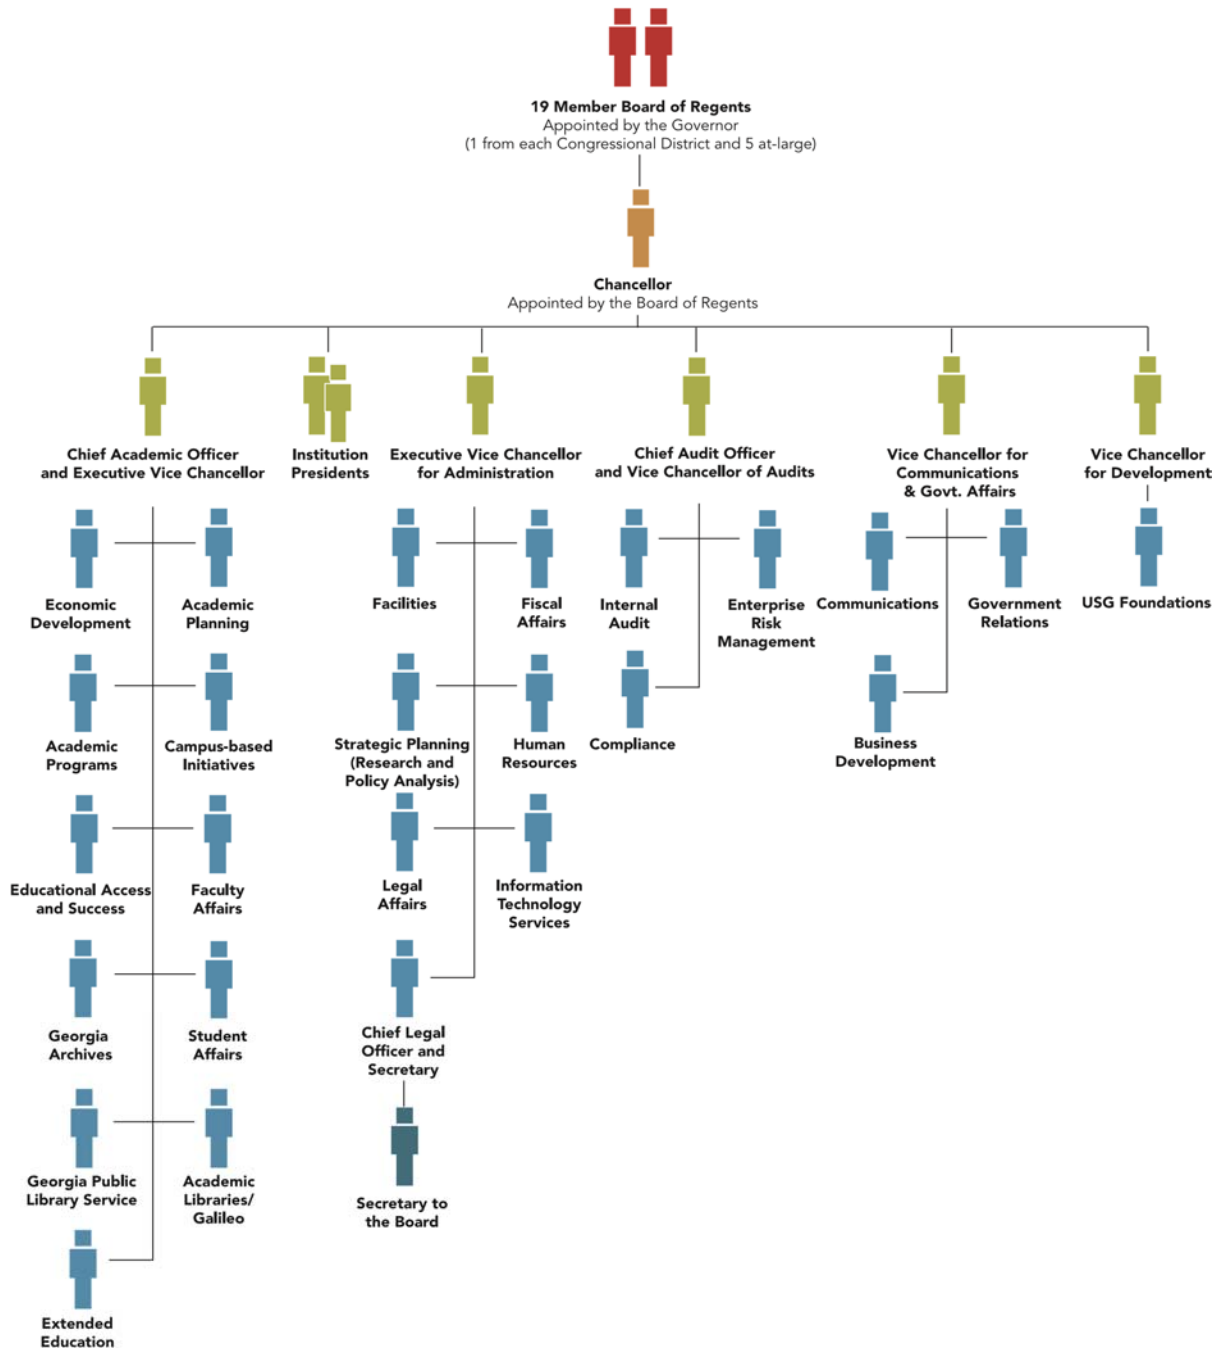 19 Member Board of Regents
Appointed by the Governor
(1 from each Congressional District and 5 at-large)
Chancellor
Appointed by the Board of Regents
Chief Academic Officer
and Executive Vice Chancellor
Institution
Presidents
Executive Vice Chancellor
for Administration
Chief Audit Officer
and Vice Chancellor of Audits
Vice Chancellor for
Communications
& Govt. Affairs
Vice Chancellor
for Development
Economic
Development
Academic
Planning
Facilities
Fiscal
Affairs
Internal
Audit
Enterprise
Risk
Management
Communications
Government
Relations
USG Foundations
Academic
Programs
Campus-based
Initiatives
Strategic Planning
(Research and
Policy Analysis)
Human
Resources
Compliance
Business
Development
Educational Access
and Success
Faculty
Affairs
Legal
Affairs
Information
Technology
Services
Georgia
Archives
Student
Affairs
Chief Legal
Officer and
Secretary
Georgia Public
Library Service
Academic
Libraries/
Galileo
Secretary to
the Board
Extended
Education